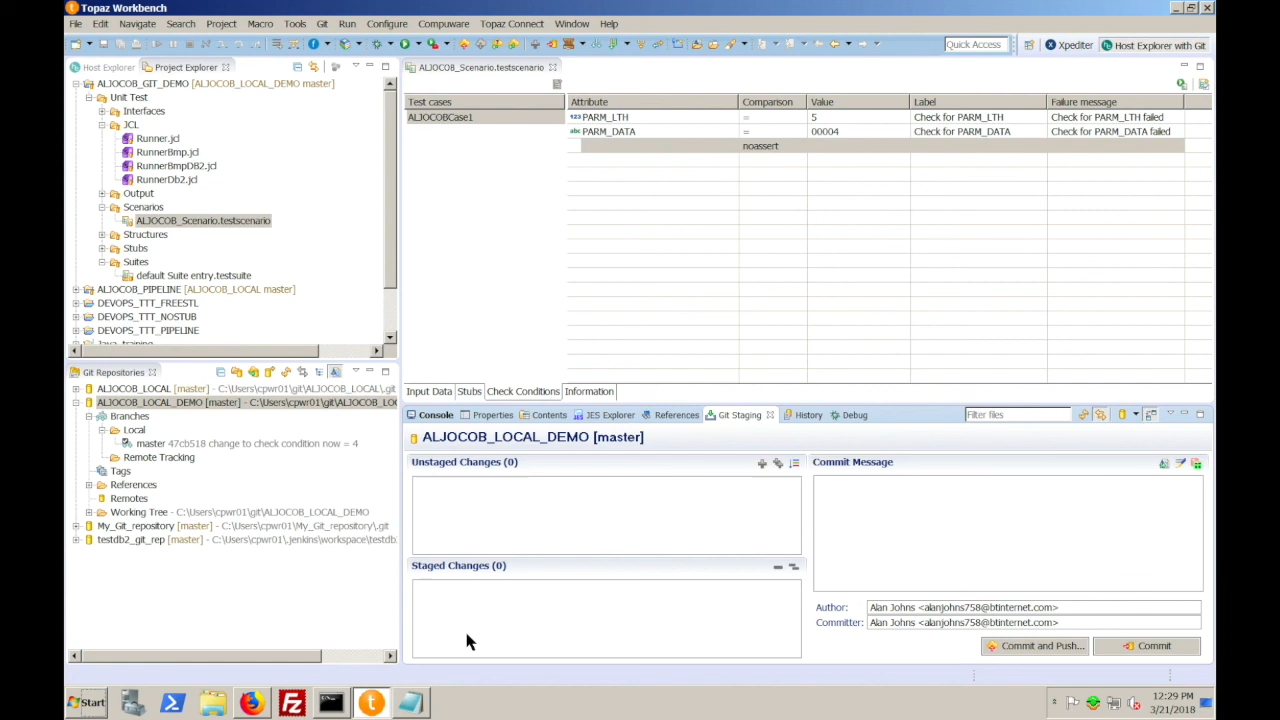 Topaz Workbench
File Edit Navigate Search Project Macro Tools Git Run Configure Compuware Topaz Connect Window Help
Quick Access Xpediter Host Explorer with Git
Host Explorer Project Explorer
ALJOCOB_GIT_DEMO [ALJOCOB_LOCAL_DEMO master]
Unit Test
Interfaces
JCL
Runner.jcl
RunnerBmp.jcl
RunnerBmpDB2.jcl
RunnerDb2.jcl
Output
Scenarios
ALJOCOB_Scenario.testscenario
Structures
Stubs
Suites
default Suite entry.testsuite
ALJOCOB_PIPELINE [ALJOCOB_LOCAL master]
DEVOPS_TTT_FREESTL
DEVOPS_TTT_NOSTUB
DEVOPS_TTT_PIPELINE
Java_training
ALJOCOB_Scenario.testscenario
Test cases Attribute Comparison Value Label Failure message
ALJOCOBCase1 123 PARM_LTH = 5 Check for PARM_LTH Check for PARM_LTH failed
abc PARM_DATA = 00004 Check for PARM_DATA Check for PARM_DATA failed
noassert
Input Data Stubs Check Conditions Information
Git Repositories
ALJOCOB_LOCAL [master] - C:\Users\cpwr01\git\ALJOCOB_LOCAL\.git
ALJOCOB_LOCAL_DEMO [master] - C:\Users\cpwr01\git\ALJOCOB_LO
Branches
Local
master 47cb518 change to check condition now = 4
Remote Tracking
Tags
References
Remotes
Working Tree - C:\Users\cpwr01\git\ALJOCOB_LOCAL_DEMO
My_Git_repository [master] - C:\Users\cpwr01\My_Git_repository\.git
testdb2_git_rep [master] - C:\Users\cpwr01\.jenkins\workspace\testdb
Console Properties Contents JES Explorer References Git Staging History Debug Filter files
ALJOCOB_LOCAL_DEMO [master]
Unstaged Changes (0)
Commit Message
Staged Changes (0)
Author: Alan Johns <alanjohns758@btinternet.com>
Committer: Alan Johns <alanjohns758@btinternet.com>
Commit and Push... Commit
Start
12:29 PM
3/21/2018